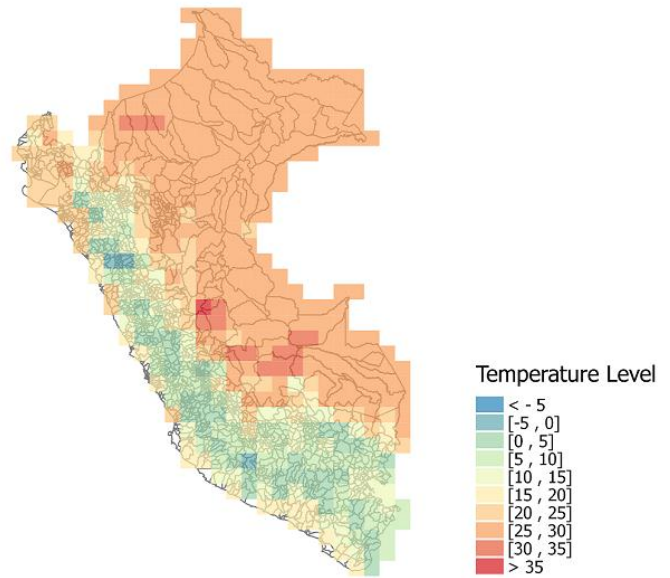 Temperature Level
< - 5
[-5 , 0]
[0 , 5]
[5 , 10]
[10 , 15]
[15 , 20]
[20 , 25]
[25 , 30]
[30 , 35]
> 35